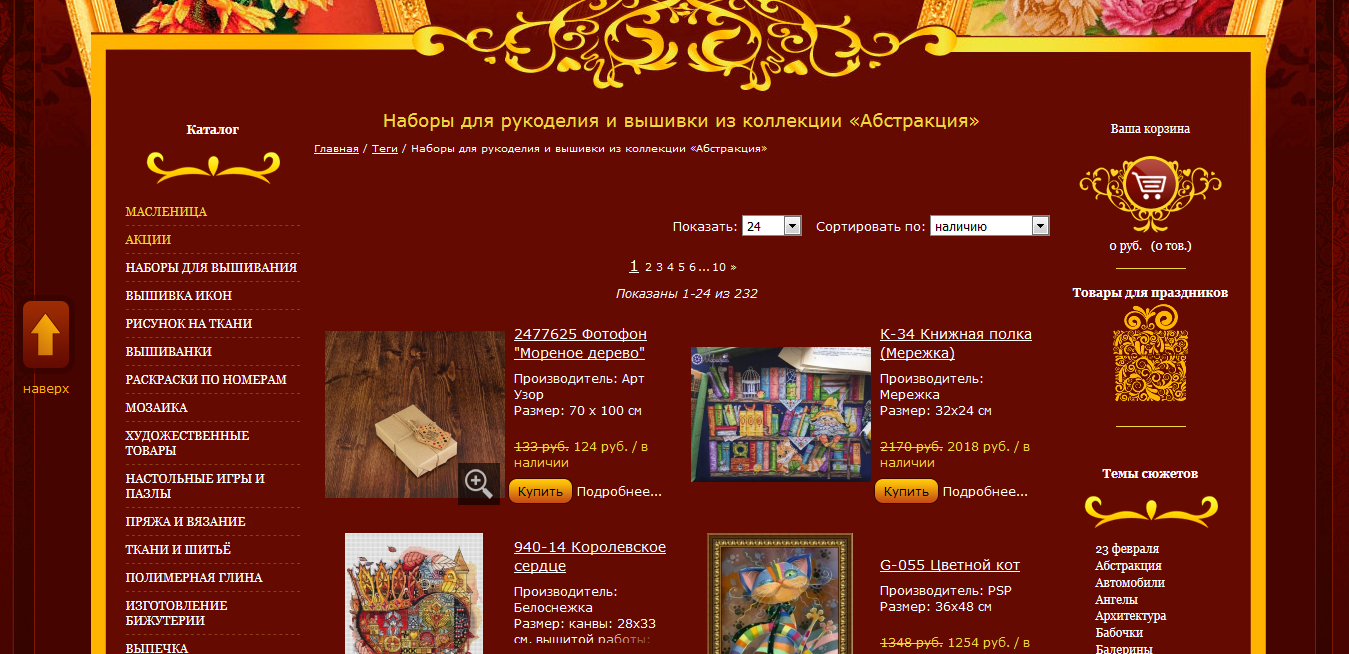 Каталог
МАСЛЕНИЦА
АКЦИИ
НАБОРЫ ДЛЯ ВЫШИВАНИЯ
ВЫШИВКА ИКОН
РИСУНОК НА ТКАНИ
ВЫШИВАНКИ
РАСКРАСКИ ПО НОМЕРАМ
МОЗАИКА
ХУДОЖЕСТВЕННЫЕ
ТОВАРЫ
НАСТОЛЬНЫЕ ИГРЫ И
ПАЗЛЫ
ПРЯЖА И ВЯЗАНИЕ
ТКАНИ И ШИТЬЁ
ПОЛИМЕРНАЯ ГЛИНА
ИЗГОТОВЛЕНИЕ
БИЖУТЕРИИ
ВЫПЕЧКА
наверх
Наборы для рукоделия и вышивки из коллекции «Абстракция»
Главная / Теги / Наборы для рукоделия и вышивки из коллекции «Абстракция»
Показать: 24 Сортировать по: наличию
1 2 3 4 5 6 ... 10 »
Показаны 1-24 из 232
2477625 Фотофон
"Мореное дерево"
Производитель: Арт
Узор
Размер: 70 х 100 см
133 руб. 124 руб. / в
наличии
Купить Подробнее...
К-34 Книжная полка
(Мережка)
Производитель:
Мережка
Размер: 32х24 см
2170 руб. 2018 руб. / в
наличии
Купить Подробнее...
940-14 Королевское
сердце
Производитель:
Белоснежка
Размер: канвы: 28х33
см, вышитой работы:
G-055 Цветной кот
Производитель: PSP
Размер: 36х48 см
1348 руб. 1254 руб. / в
Ваша корзина
0 руб. (0 тов.)
Товары для праздников
Темы сюжетов
23 февраля
Абстракция
Автомобили
Ангелы
Архитектура
Бабочки
Балерины